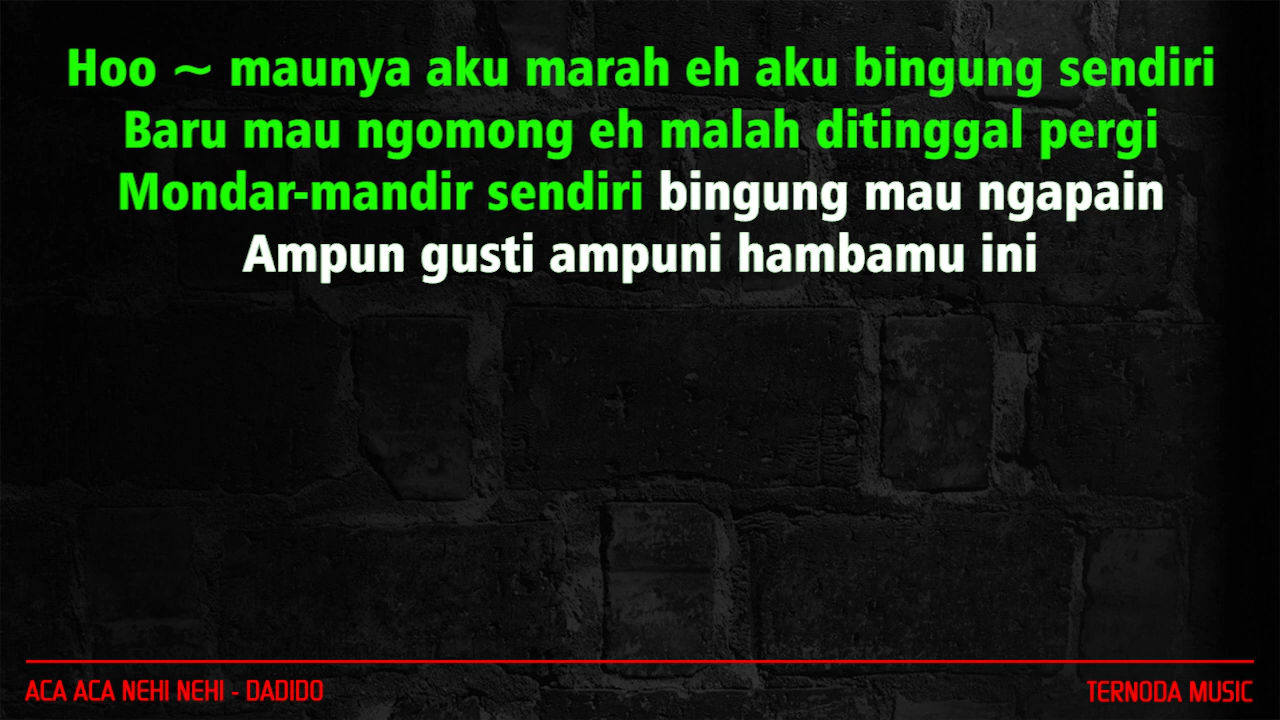 Hoo ~ maunya aku marah eh aku bingung sendiri
Baru mau ngomong eh malah ditinggal pergi
Mondar-mandir sendiri bingung mau ngapain
Ampun gusti ampuni hambamu ini
ACA ACA NEHI NEHI - DADIDO
TERNODA MUSIC